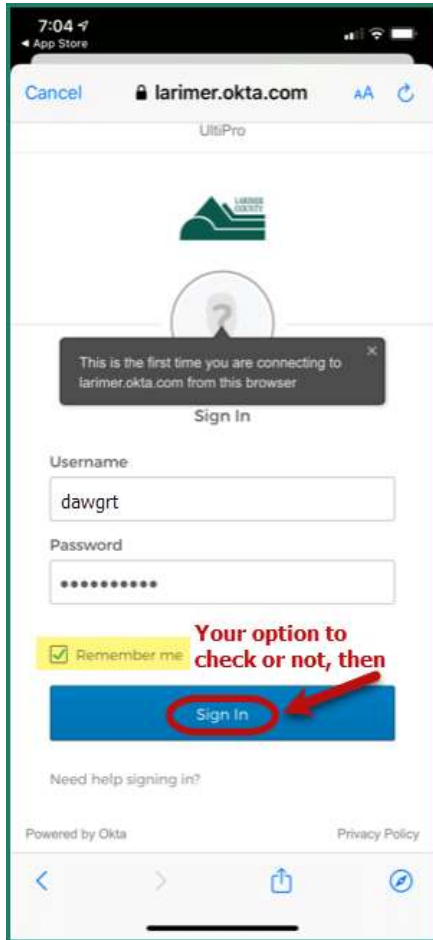 7:04
App Store
Cancel larimer.okta.com AA
UltiPro
LARIMER
COUNTY
?
This is the first time you are connecting to
larimer.okta.com from this browser
Sign In
Username
dawgrt
Password
••••••••••
Remember me
Your option to
check or not, then
Sign In
Need help signing in?
Powered by Okta Privacy Policy